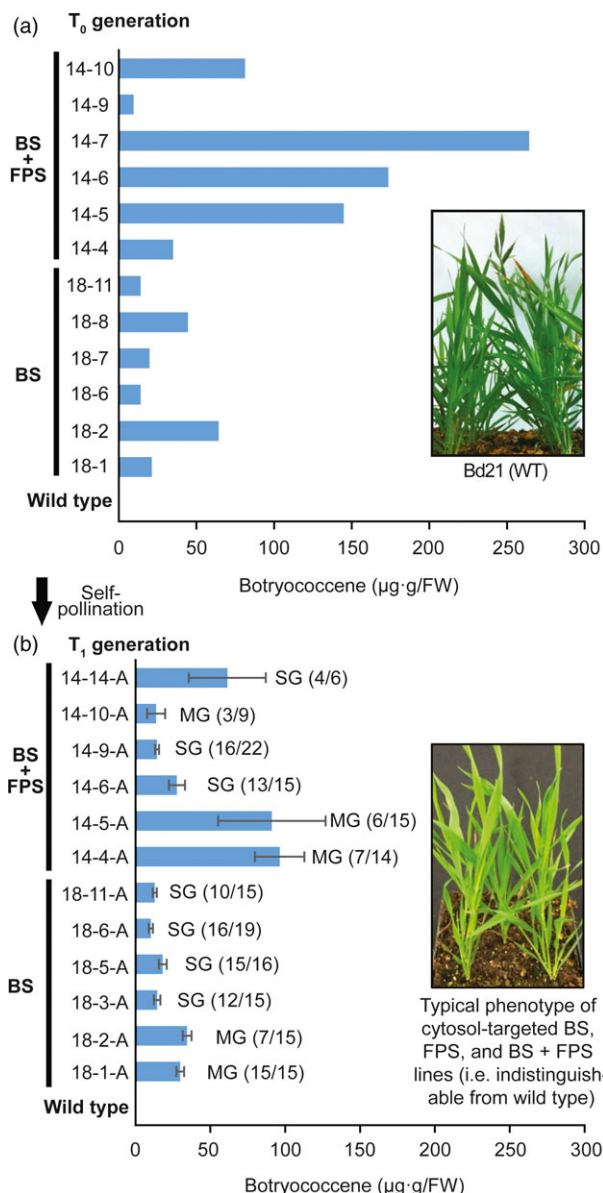 (a)
T0 generation
BS
+
FPS
14-10
14-9
14-7
14-6
14-5
14-4
BS
18-11
18-8
18-7
18-6
18-2
18-1
Wild type
Bd21 (WT)
0 50 100 150 200 250 300
Botryococcene (µg·g/FW)
Self-
pollination
(b)
T1 generation
BS
+
FPS
14-14-A SG (4/6)
14-10-A MG (3/9)
14-9-A SG (16/22)
14-6-A SG (13/15)
14-5-A MG (6/15)
14-4-A MG (7/14)
BS
18-11-A SG (10/15)
18-6-A SG (16/19)
18-5-A SG (15/16)
18-3-A SG (12/15)
18-2-A MG (7/15)
18-1-A MG (15/15)
Wild type
Typical phenotype of
cytosol-targeted BS,
FPS, and BS + FPS
lines (i.e. indistinguish-
able from wild type)
0 50 100 150 200 250 300
Botryococcene (µg·g/FW)